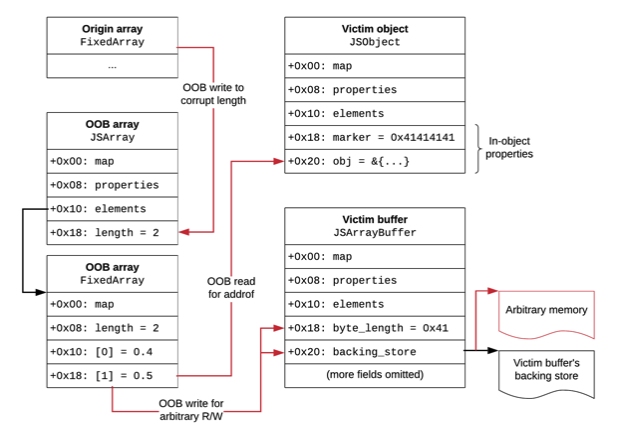 Origin array
FixedArray
...
OOB write to
corrupt length
OOB array
JSArray
+0x00: map
+0x08: properties
+0x10: elements
+0x18: length = 2
OOB array
FixedArray
+0x00: map
+0x08: length = 2
+0x10: [0] = 0.4
+0x18: [1] = 0.5
OOB read
for addrof
OOB write for
arbitrary R/W
Victim object
JSObject
+0x00: map
+0x08: properties
+0x10: elements
+0x18: marker = 0x41414141
+0x20: obj = &{...}
In-object
properties
Victim buffer
JSArrayBuffer
+0x00: map
+0x08: properties
+0x10: elements
+0x18: byte_length = 0x41
+0x20: backing_store
(more fields omitted)
Arbitrary memory
Victim buffer's
backing store